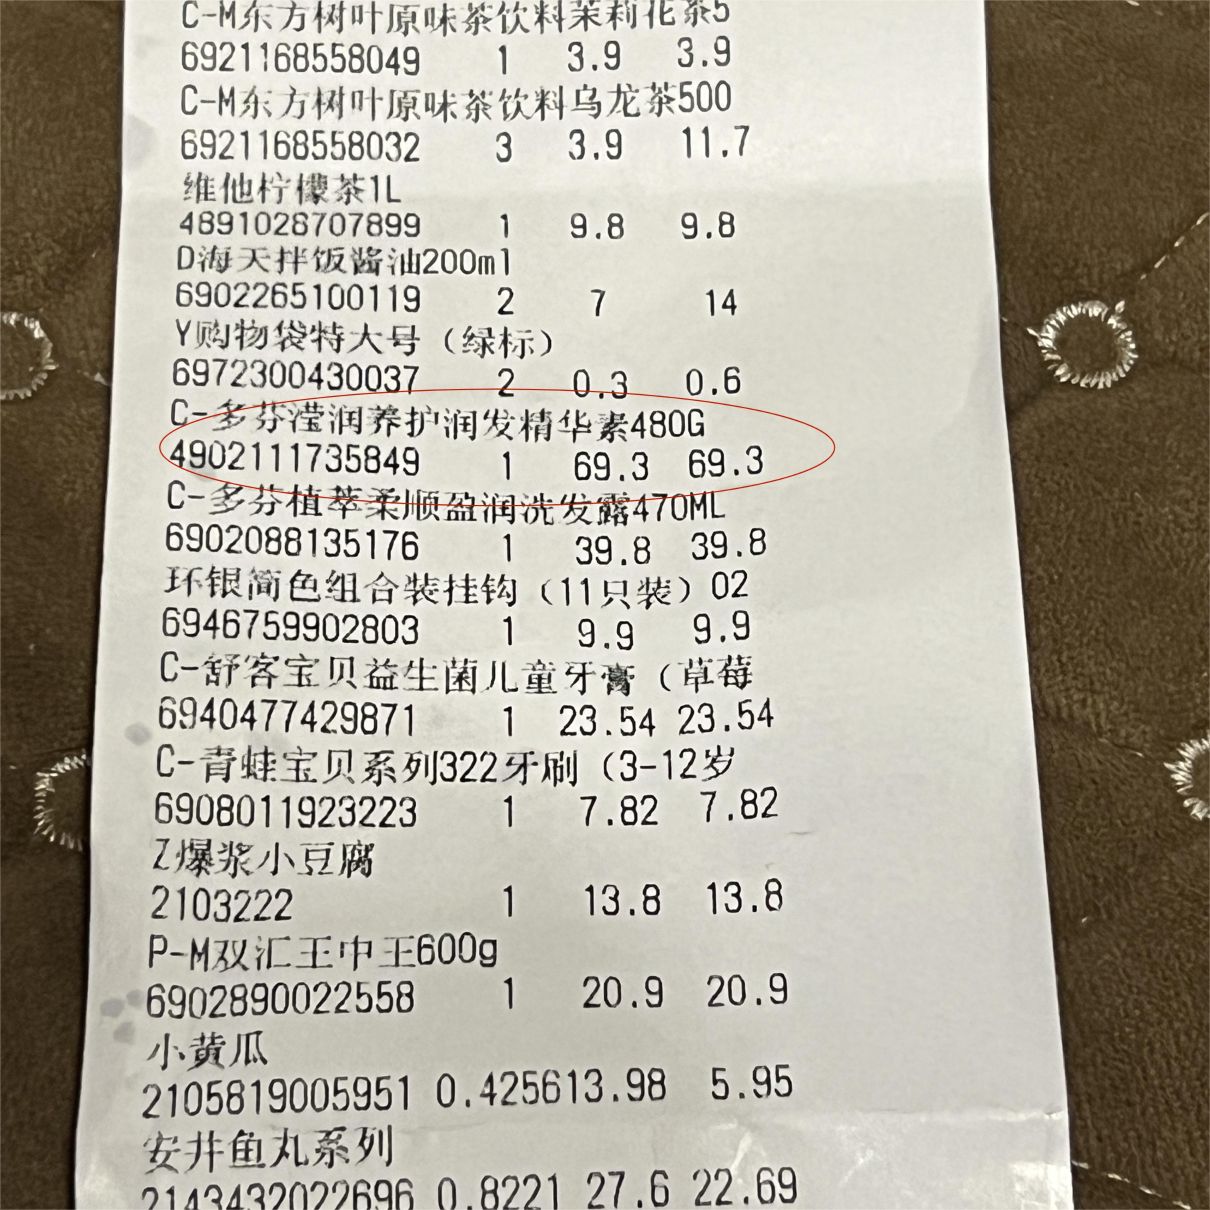 C-M东方树叶原味茶饮料茉莉花茶5
6921168558049 1 3.9 3.9
C-M东方树叶原味茶饮料乌龙茶500
6921168558032 3 3.9 11.7
维他柠檬茶1L
4891028707899 1 9.8 9.8
D海天拌饭酱油200ml
6902265100119 2 7 14
Y购物袋特大号（绿标）
6972300430037 2 0.3 0.6
C-多芬滢润养护润发精华素480G
4902111735849 1 69.3 69.3
C-多芬植萃柔顺盈润洗发露470ML
6902088135176 1 39.8 39.8
环银简色组合装挂钩（11只装）02
6946759902803 1 9.9 9.9
C-舒客宝贝益生菌儿童牙膏（草莓
6940477429871 1 23.54 23.54
C-青蛙宝贝系列322牙刷（3-12岁
6908011923223 1 7.82 7.82
Z爆浆小豆腐
2103222 1 13.8 13.8
P-M双汇王中王600g
6902890022558 1 20.9 20.9
小黄瓜
2105819005951 0.425613.98 5.95
安井鱼丸系列
2143432022696 0.8221 27.6 22.69